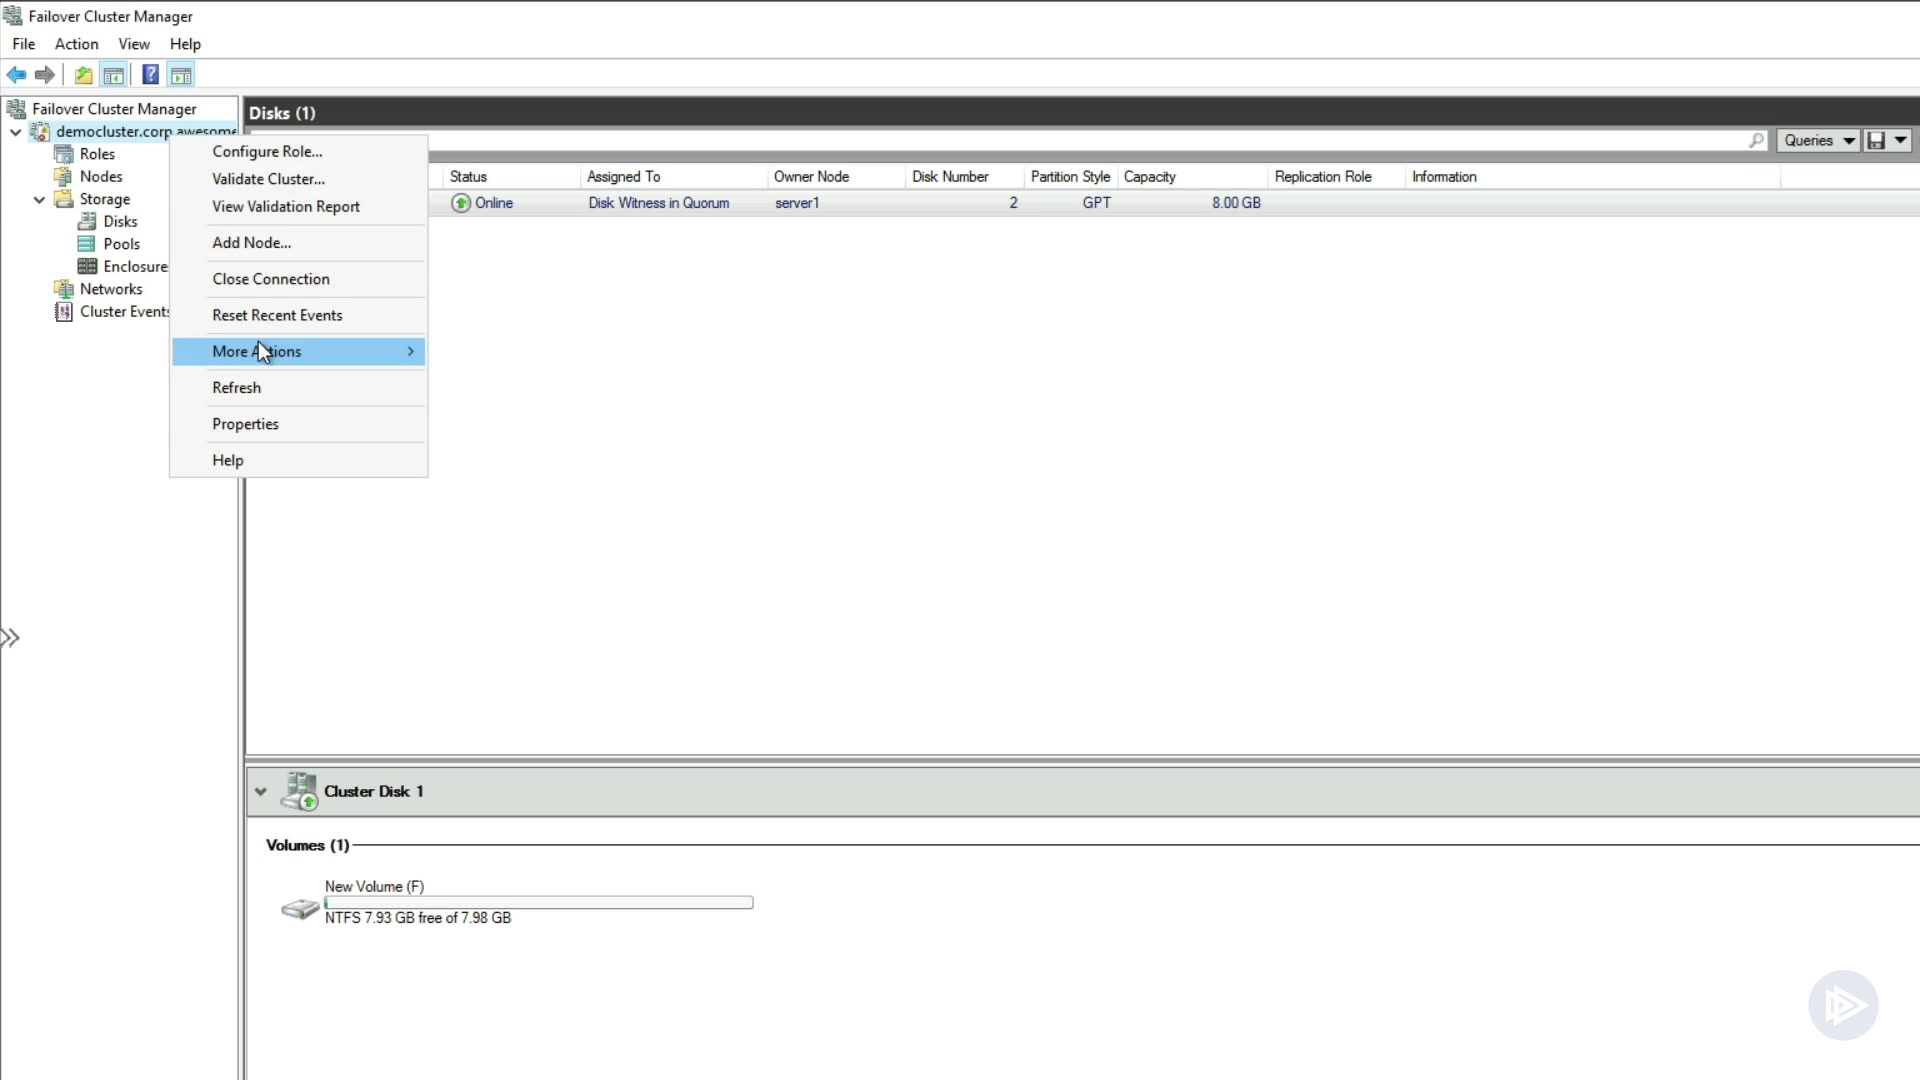 Failover Cluster Manager
File Action View Help
Failover Cluster Manager
democluster.corp.awesome
Roles
Nodes
Storage
Disks
Pools
Enclosure
Networks
Cluster Events
Configure Role...
Validate Cluster...
View Validation Report
Add Node...
Close Connection
Reset Recent Events
More Actions
Refresh
Properties
Help
Disks (1)
Queries
Status Assigned To Owner Node Disk Number Partition Style Capacity Replication Role Information
Online Disk Witness in Quorum server1 2 GPT 8.00 GB
Cluster Disk 1
Volumes (1)
New Volume (F)
NTFS 7.93 GB free of 7.98 GB